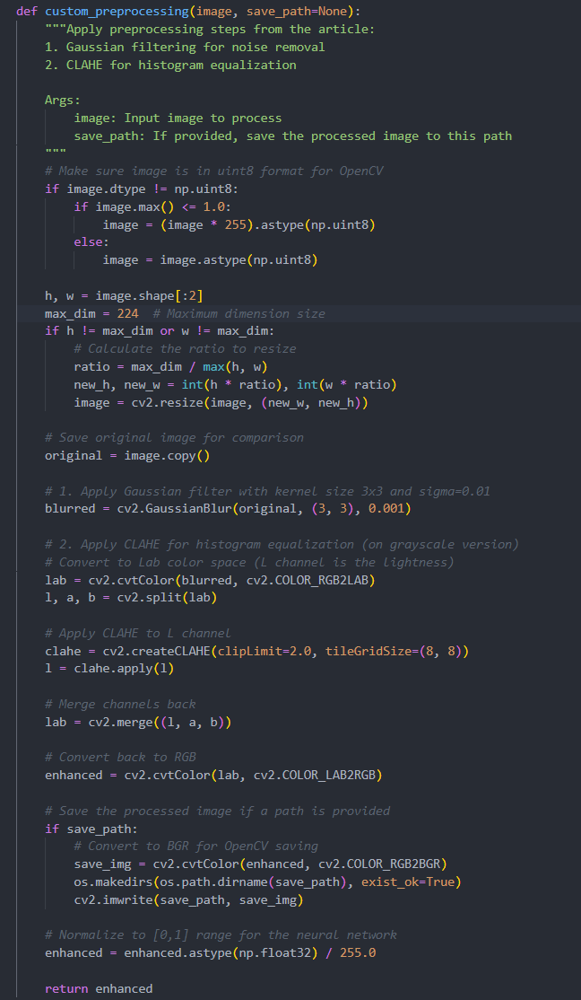 def custom_preprocessing(image, save_path=None):
    """Apply preprocessing steps from the article:
    1. Gaussian filtering for noise removal
    2. CLAHE for histogram equalization

    Args:
        image: Input image to process
        save_path: If provided, save the processed image to this path
    """
    # Make sure image is in uint8 format for OpenCV
    if image.dtype != np.uint8:
        if image.max() <= 1.0:
            image = (image * 255).astype(np.uint8)
        else:
            image = image.astype(np.uint8)

    h, w = image.shape[:2]
    max_dim = 224  # Maximum dimension size
    if h != max_dim or w != max_dim:
        # Calculate the ratio to resize
        ratio = max_dim / max(h, w)
        new_h, new_w = int(h * ratio), int(w * ratio)
        image = cv2.resize(image, (new_w, new_h))

    # Save original image for comparison
    original = image.copy()

    # 1. Apply Gaussian filter with kernel size 3x3 and sigma=0.01
    blurred = cv2.GaussianBlur(original, (3, 3), 0.001)

    # 2. Apply CLAHE for histogram equalization (on grayscale version)
    # Convert to Lab color space (L channel is the lightness)
    lab = cv2.cvtColor(blurred, cv2.COLOR_RGB2LAB)
    l, a, b = cv2.split(lab)

    # Apply CLAHE to L channel
    clahe = cv2.createCLAHE(clipLimit=2.0, tileGridSize=(8, 8))
    l = clahe.apply(l)

    # Merge channels back
    lab = cv2.merge((l, a, b))

    # Convert back to RGB
    enhanced = cv2.cvtColor(lab, cv2.COLOR_LAB2RGB)

    # Save the processed image if a path is provided
    if save_path:
        # Convert to BGR for OpenCV saving
        save_img = cv2.cvtColor(enhanced, cv2.COLOR_RGB2BGR)
        os.makedirs(os.path.dirname(save_path), exist_ok=True)
        cv2.imwrite(save_path, save_img)

    # Normalize to [0,1] range for the neural network
    enhanced = enhanced.astype(np.float32) / 255.0

    return enhanced